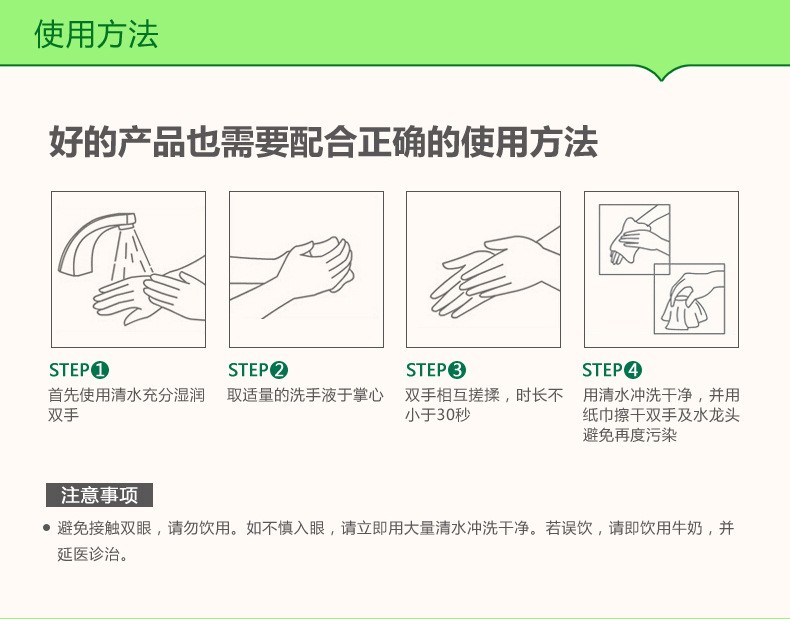 使用方法
好的产品也需要配合正确的使用方法
STEP1
首先使用清水充分湿润
双手
STEP2
取适量的洗手液于掌心
STEP3
双手相互搓揉，时长不
小于30秒
STEP4
用清水冲洗干净，并用
纸巾擦干双手及水龙头
避免再度污染
注意事项
● 避免接触双眼，请勿饮用。如不慎入眼，请立即用大量清水冲洗干净。若误饮，请即饮用牛奶，并
延医诊治。